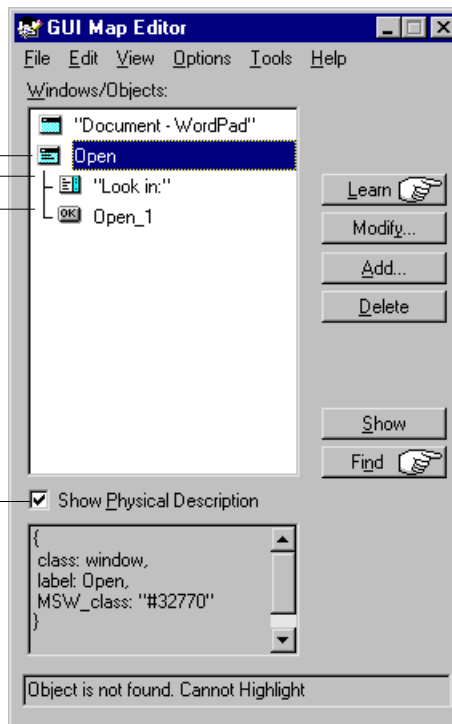 GUI Map Editor
File Edit View Options Tools Help
Windows/Objects:
"Document - WordPad"
Open
"Look in:"
OK Open_1
Learn
Modify...
Add...
Delete
Show
Find
Show Physical Description
{
class: window,
label: Open,
MSW_class: "#32770"
}
Object is not found. Cannot Highlight